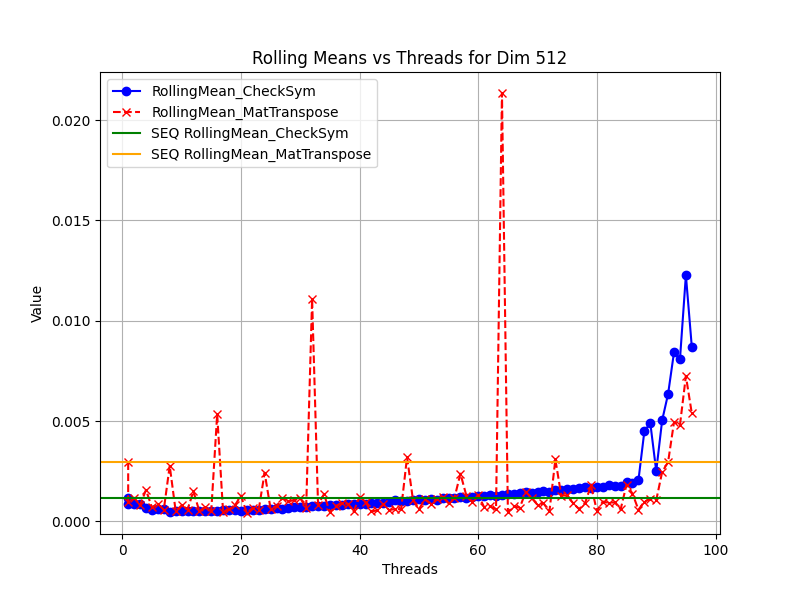 Rolling Means vs Threads for Dim 512
RollingMean_CheckSym
RollingMean_MatTranspose
SEQ RollingMean_CheckSym
SEQ RollingMean_MatTranspose
0.020
0.015
0.010
0.005
0.000
Value
0 20 40 60 80 100
Threads